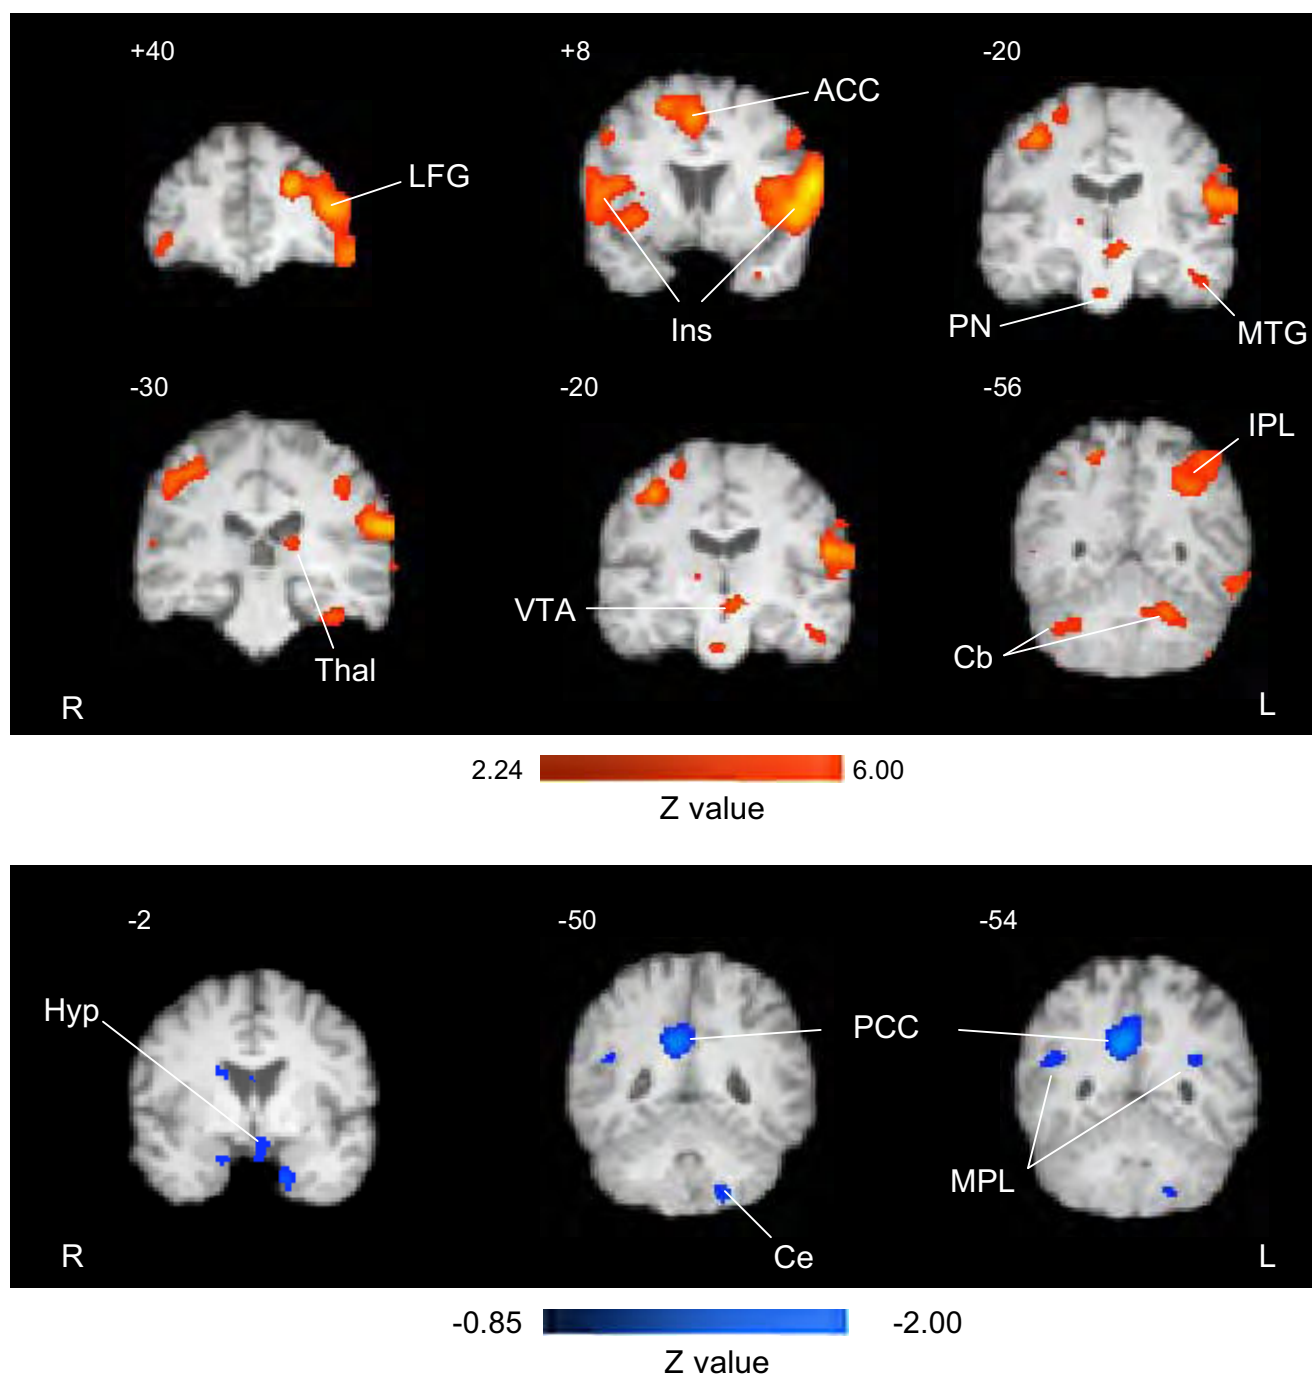 +40
+8
-20
ACC
LFG
Ins
PN
MTG
-30
-20
-56
IPL
VTA
Thal
Cb
R
L
2.24
6.00
Z value
-2
-50
-54
Hyp
PCC
MPL
Ce
R
L
-0.85
-2.00
Z value